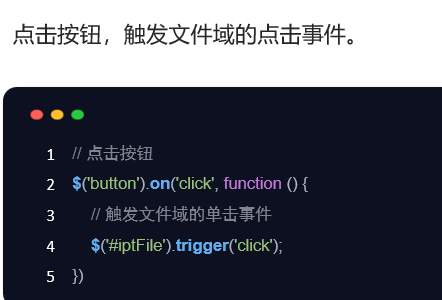 点击按钮，触发文件域的点击事件。
1 // 点击按钮
2 $('button').on('click', function () {
3 // 触发文件域的单击事件
4 $('#iptFile').trigger('click');
5 })